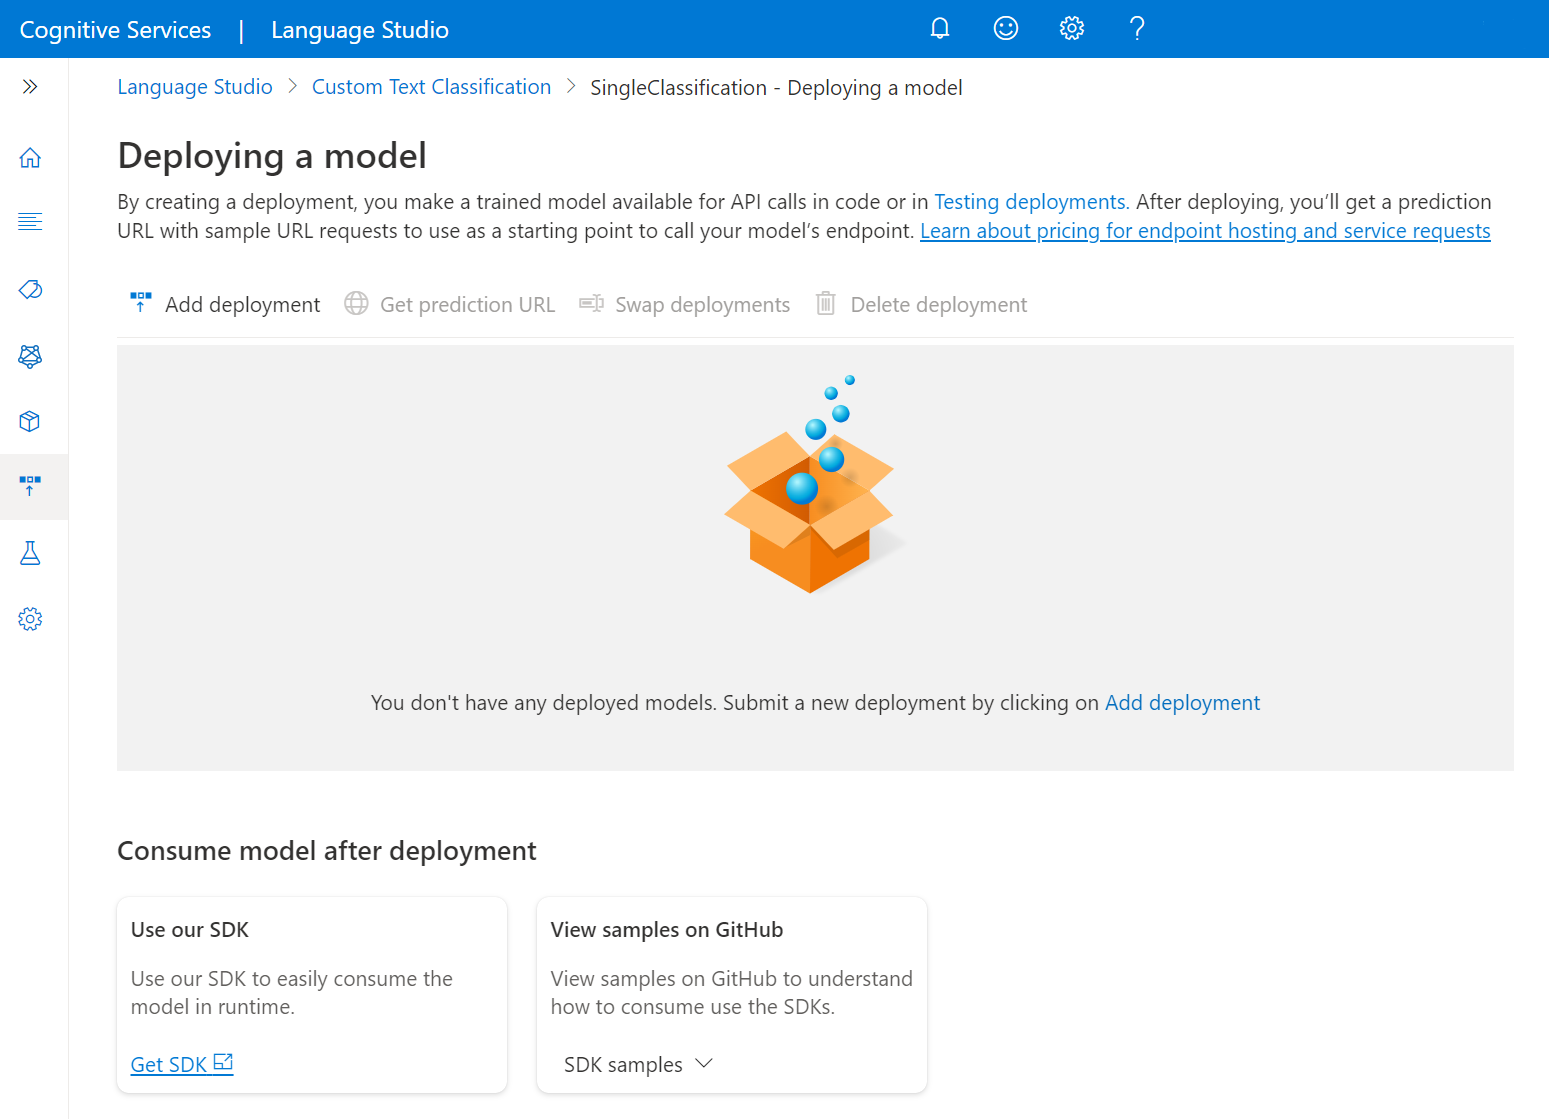 Cognitive Services | Language Studio
Language Studio > Custom Text Classification > SingleClassification - Deploying a model
Deploying a model
By creating a deployment, you make a trained model available for API calls in code or in Testing deployments. After deploying, you’ll get a prediction
URL with sample URL requests to use as a starting point to call your model’s endpoint. Learn about pricing for endpoint hosting and service requests
Add deployment Get prediction URL Swap deployments Delete deployment
You don't have any deployed models. Submit a new deployment by clicking on Add deployment
Consume model after deployment
Use our SDK
Use our SDK to easily consume the
model in runtime.
Get SDK
View samples on GitHub
View samples on GitHub to understand
how to consume use the SDKs.
SDK samples